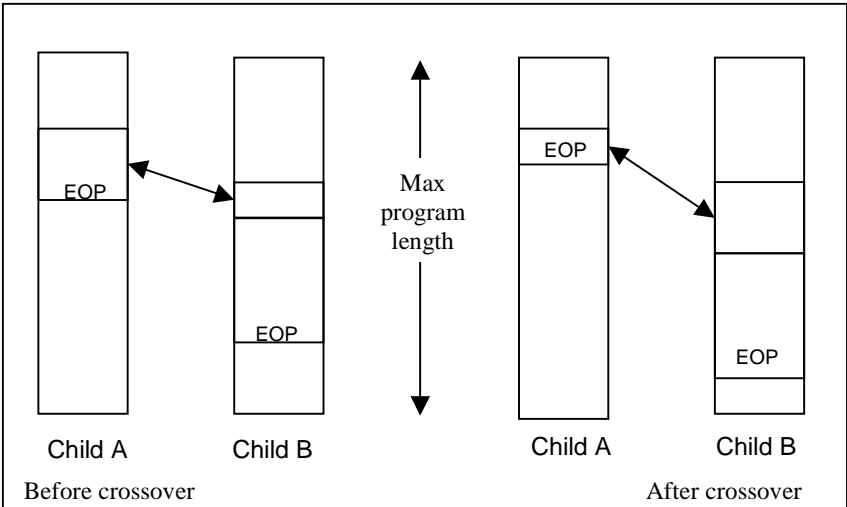 EOP
EOP
Max
program
length
EOP
EOP
Child A
Child B
Child A
Child B
Before crossover
After crossover